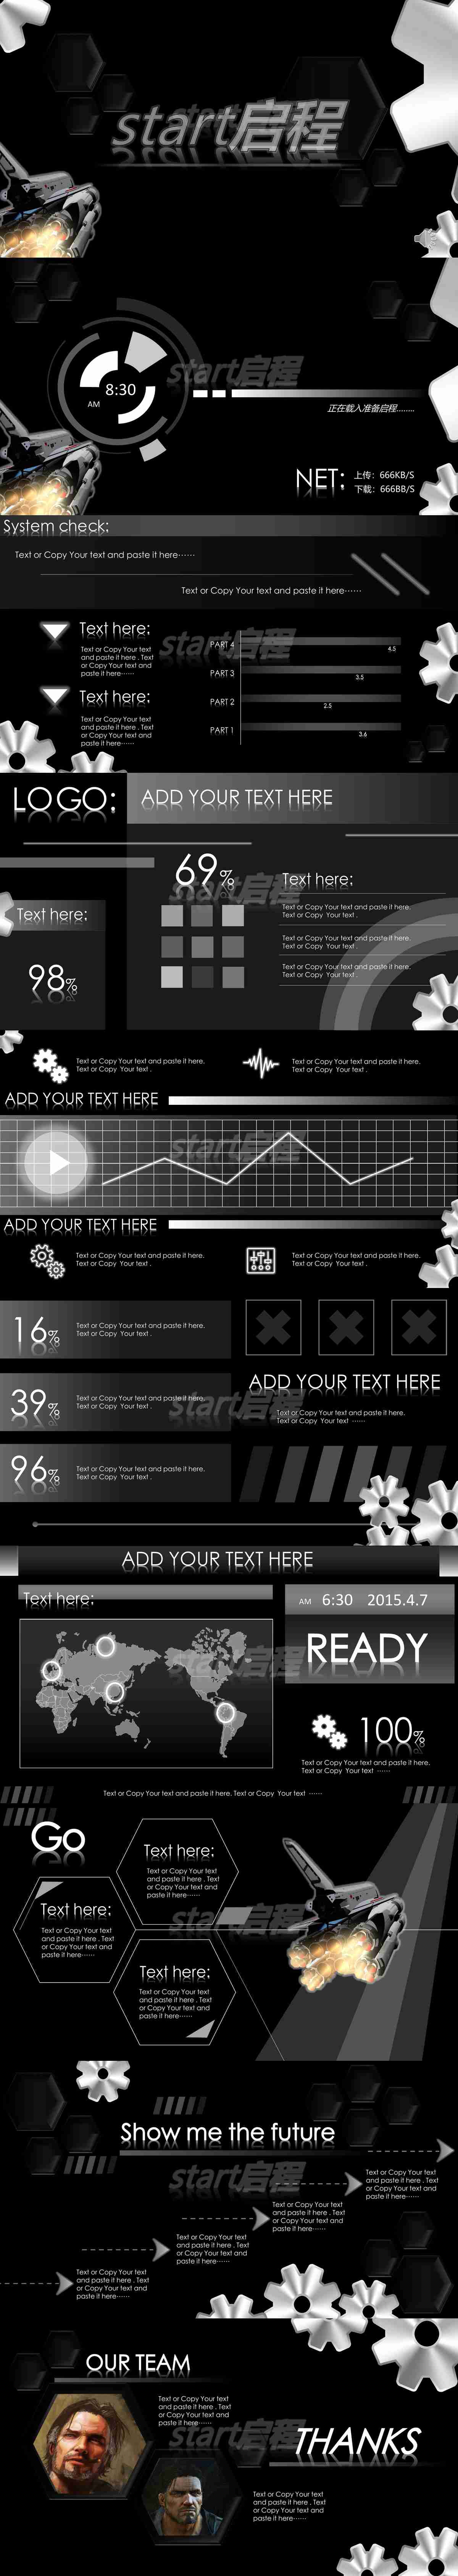 start启程
8:30
AM
start启程
正在载入准备启程........
NET:
上传：666KB/S
下载：666BB/S
System check:
Text or Copy Your text and paste it here······
Text or Copy Your text and paste it here······
Text here:
Text or Copy Your text
and paste it here . Text
or Copy Your text and
paste it here······
Text here:
Text or Copy Your text
and paste it here . Text
or Copy Your text and
paste it here······
start启程
PART 4
4.5
PART 3
3.5
PART 2
2.5
PART 1
3.6
LOGO:
ADD YOUR TEXT HERE
69%
start启程
Text here:
98%
Text here:
Text or Copy Your text and paste it here.
Text or Copy Your text .
Text or Copy Your text and paste it here.
Text or Copy Your text .
Text or Copy Your text and paste it here.
Text or Copy Your text .
Text or Copy Your text and paste it here.
Text or Copy Your text .
Text or Copy Your text and paste it here.
Text or Copy Your text .
ADD YOUR TEXT HERE
start启程
ADD YOUR TEXT HERE
Text or Copy Your text and paste it here.
Text or Copy Your text .
Text or Copy Your text and paste it here.
Text or Copy Your text .
16%
Text or Copy Your text and paste it here.
Text or Copy Your text .
39%
Text or Copy Your text and paste it here.
Text or Copy Your text .
96%
Text or Copy Your text and paste it here.
Text or Copy Your text .
ADD YOUR TEXT HERE
start启程
Text or Copy Your text and paste it here.
Text or Copy Your text ······
ADD YOUR TEXT HERE
Text here:
AM 6:30 2015.4.7
READY
start启程
100%
Text or Copy Your text and paste it here.
Text or Copy Your text ······
Text or Copy Your text and paste it here. Text or Copy Your text ······
Go
Text here:
Text or Copy Your text
and paste it here . Text
or Copy Your text and
paste it here······
Text here:
Text or Copy Your text
and paste it here . Text
or Copy Your text and
paste it here······
start启程
Text here:
Text or Copy Your text
and paste it here . Text
or Copy Your text and
paste it here······
Show me the future
start启程
Text or Copy Your text
and paste it here . Text
or Copy Your text and
paste it here······
Text or Copy Your text
and paste it here . Text
or Copy Your text and
paste it here······
Text or Copy Your text
and paste it here . Text
or Copy Your text and
paste it here······
Text or Copy Your text
and paste it here . Text
or Copy Your text and
paste it here······
OUR TEAM
Text or Copy Your text
and paste it here . Text
or Copy Your text and
paste it here······
start启程
THANKS
Text or Copy Your text
and paste it here . Text
or Copy Your text and
paste it here······